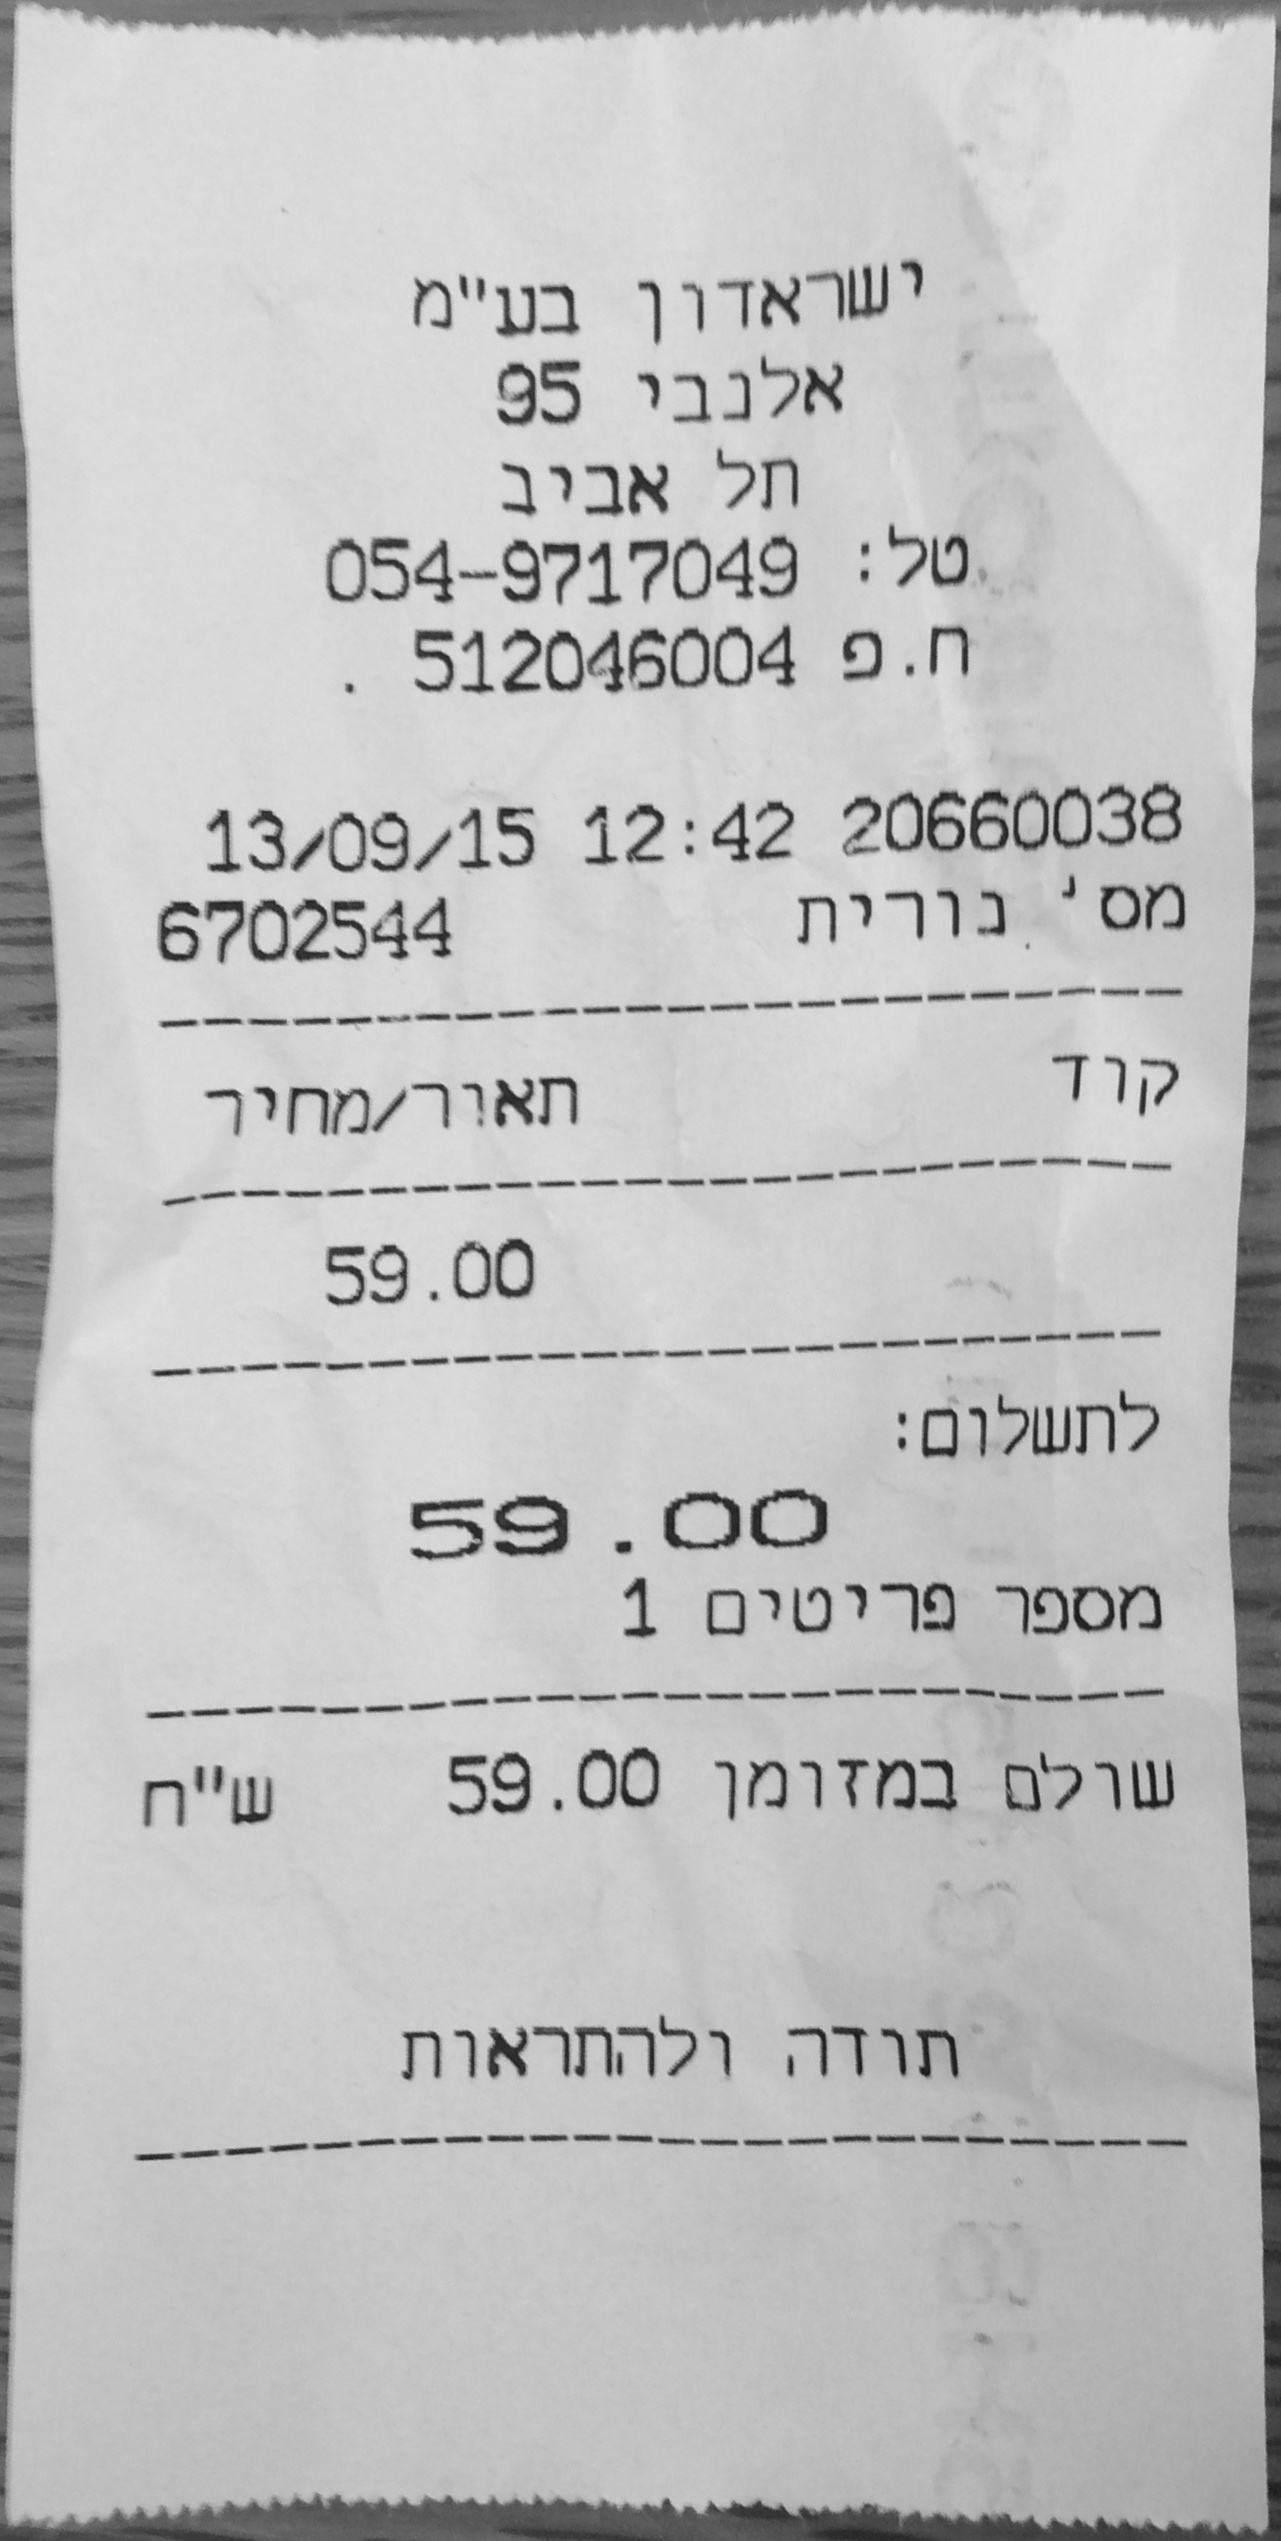 ישראדון בע"מ
אלנבי 95
תל אביב
טל: 054-9717049
ח.פ 512046004 .
20660038 12:42 13/09/15
מס' נורית 6702544
קוד תאור/מחיר
59.00
לתשלום:
59.00
מספר פריטים 1
שולם במזומן 59.00 ש"ח
תודה ולהתראות